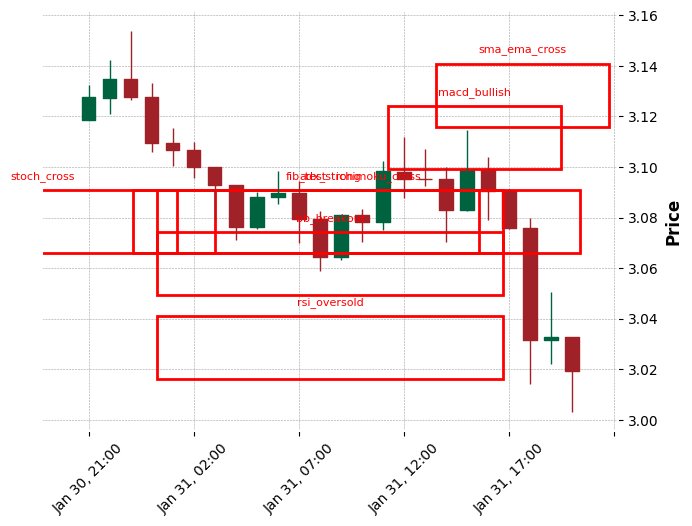 3.16
sma_ema_cross
3.14
macd_bullish
3.12
3.10
stoch_cross
3.08
3.06
rsi_oversold
3.04
3.02
3.00
Price
Jan 30, 21:00
Jan 31, 02:00
Jan 31, 07:00
Jan 31, 12:00
Jan 31, 17:00